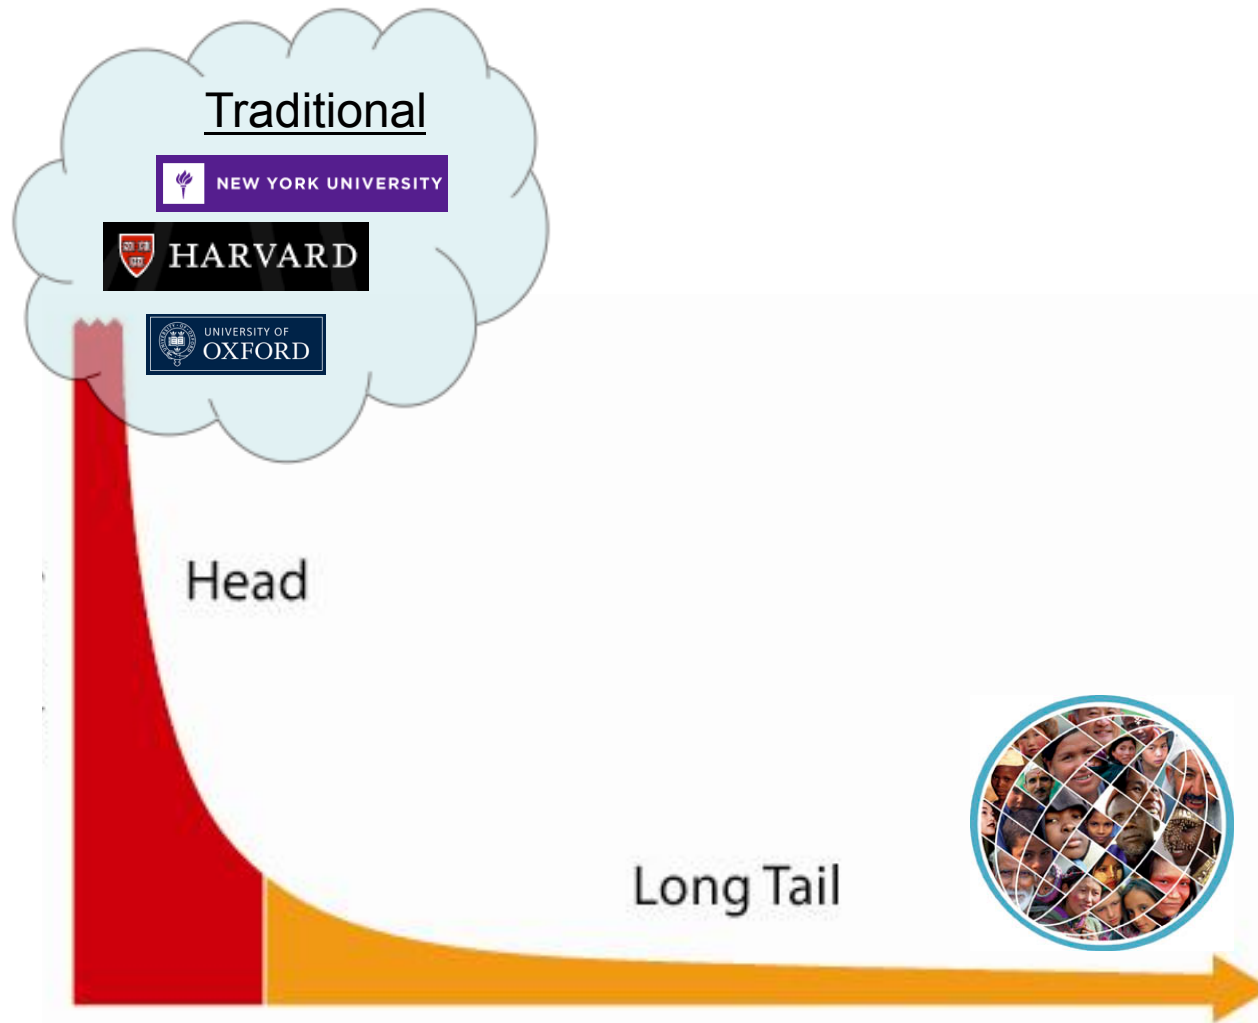 Traditional
NEW YORK UNIVERSITY
HARVARD
UNIVERSITY OF
OXFORD
Head
Long Tail